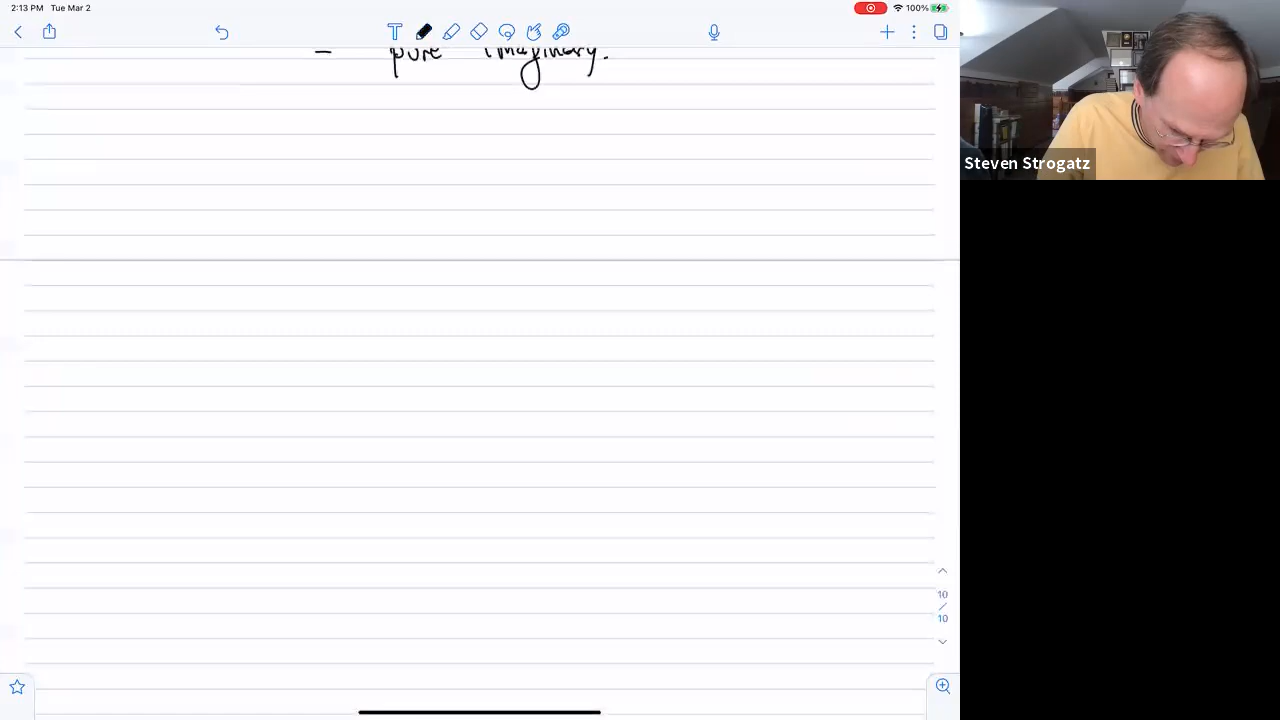 2:13 PM Tue Mar 2
100%
= pure imaginary.
Steven Strogatz
10
10